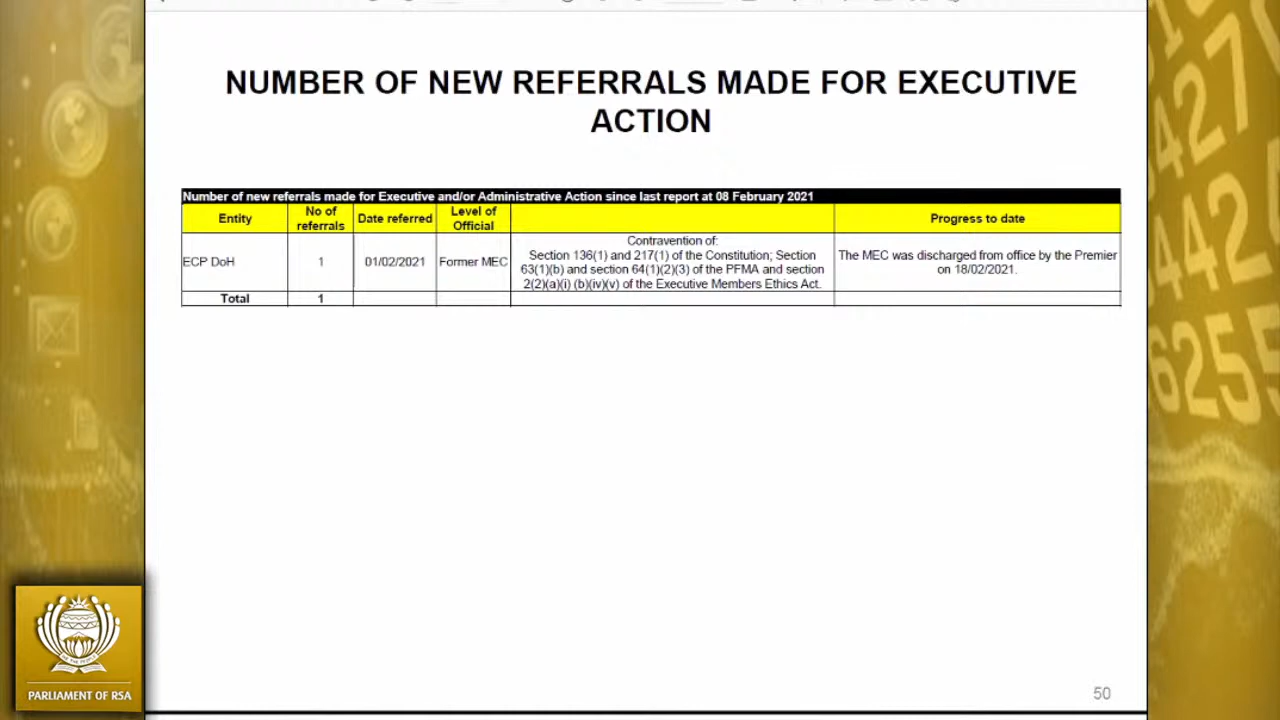 NUMBER OF NEW REFERRALS MADE FOR EXECUTIVE
ACTION
Number of new referrals made for Executive and/or Administrative Action since last report at 08 February 2021
Entity
No of
referrals
Date referred
Level of
Official
Progress to date
ECP DoH
1
01/02/2021
Former MEC
Contravention of:
Section 136(1) and 217(1) of the Constitution; Section
63(1)(b) and section 64(1)(2)(3) of the PFMA and section
2(2)(a)(i) (b)(iv)(v) of the Executive Members Ethics Act.
The MEC was discharged from office by the Premier
on 18/02/2021.
Total
1
50
PARLIAMENT OF RSA
427
442
6255